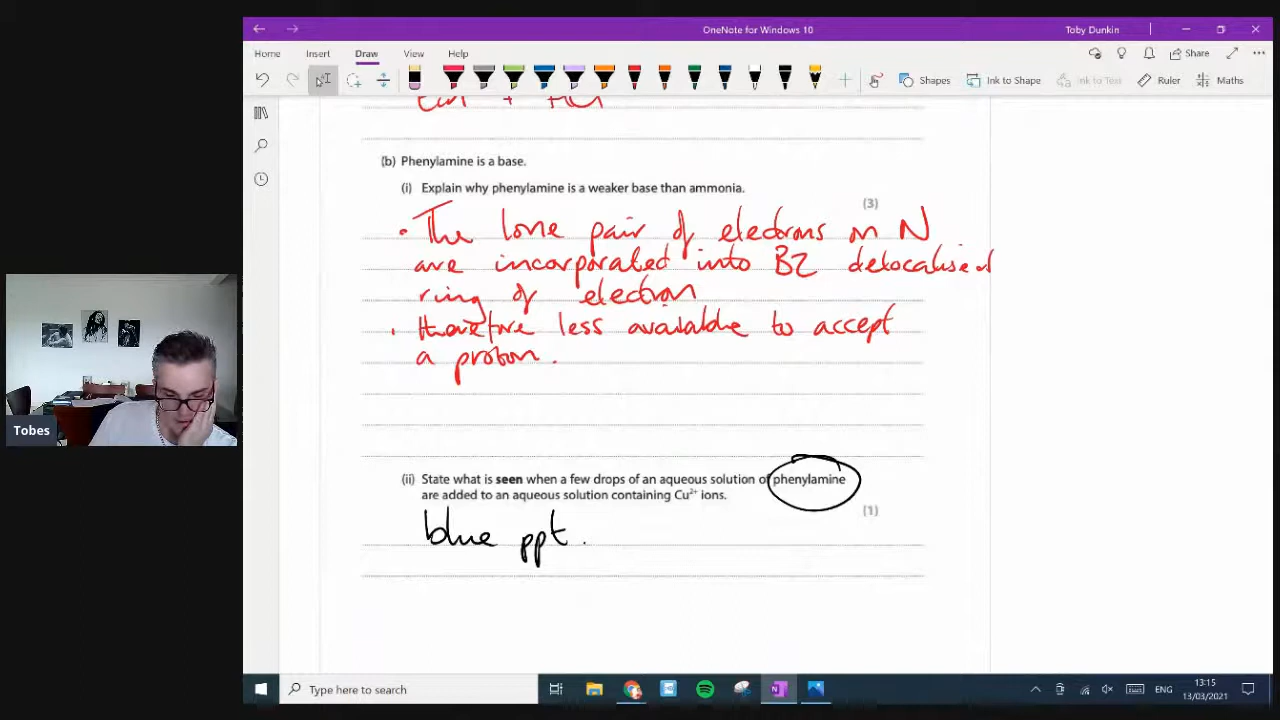 OneNote for Windows 10
Toby Dunkin
Home Insert Draw View Help
Share
Shapes
Ink to Shape
Ink to Text
Ruler
Maths
+ HCl
(b) Phenylamine is a base.
(i) Explain why phenylamine is a weaker base than ammonia.
(3)
• The lone pair of electrons on N
are incorporated into BZ delocalised
ring of electron
• therefore less available to accept
a proton.
(ii) State what is seen when a few drops of an aqueous solution of phenylamine
are added to an aqueous solution containing Cu²⁺ ions.
(1)
blue ppt.
Tobes
Type here to search
ENG
13:15
13/03/2021